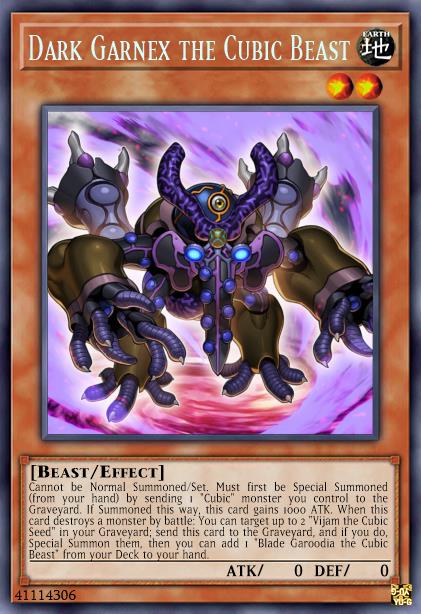 DARK GARNEX THE CUBIC BEAST
EARTH
地
[BEAST/EFFECT]
Cannot be Normal Summoned/Set. Must first be Special Summoned
(from your hand) by sending 1 "Cubic" monster you control to the
Graveyard. If Summoned this way, this card gains 1000 ATK. When this
card destroys a monster by battle: You can target up to 2 "Vijam the Cubic
Seed" in your Graveyard; send this card to the Graveyard, and if you do,
Special Summon them, then you can add 1 "Blade Garoodia the Cubic
Beast" from your Deck to your hand.
ATK/ 0 DEF/ 0
41114306